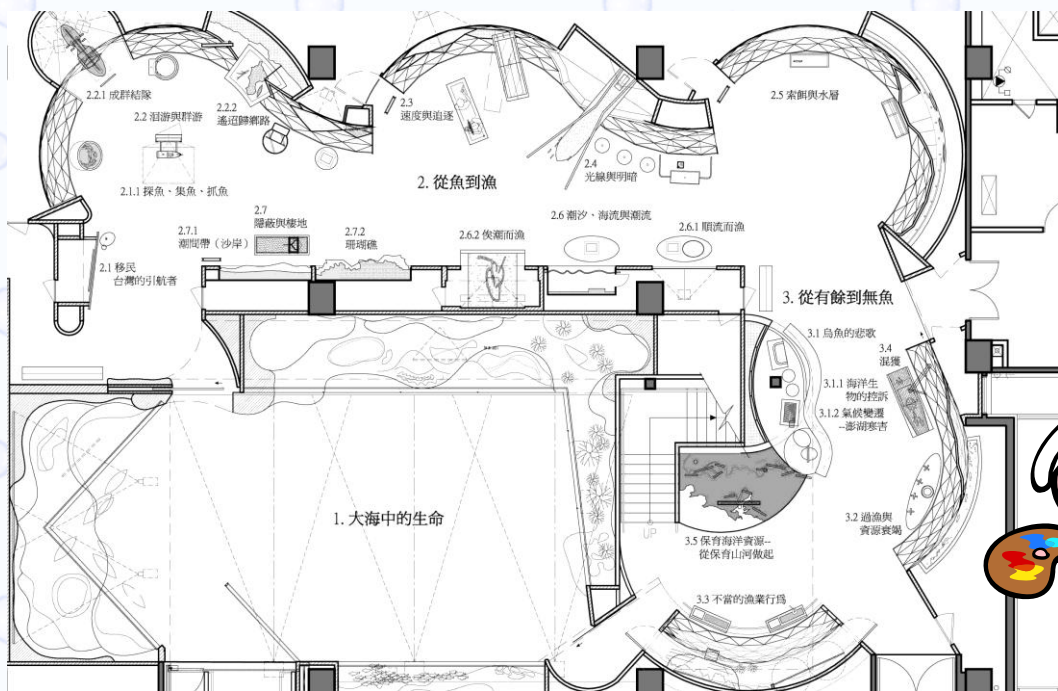 2.2.1 成群結隊
2.2 洄游與群游
2.2.2
遙迢歸鄉路
2.1.1 探魚、集魚、抓魚
2.3
速度與追逐
2. 從魚到漁
2.4
光線與明暗
2.5 索餌與水層
2.1 移民
台灣的引航者
2.7
隱蔽與棲地
2.7.1
潮間帶（沙岸）
2.7.2
珊瑚礁
2.6.2 俟潮而漁
2.6 潮汐、海流與潮流
2.6.1 順流而漁
3. 從有餘到無魚
3.1 烏魚的悲歌
3.4
混獲
3.1.1 海洋生
物的控訴
3.1.2 氣候變遷
--澎湖寒害
3.2 過漁與
資源衰竭
1. 大海中的生命
3.5 保育海洋資源--
從保育山河做起
3.3 不當的漁業行為